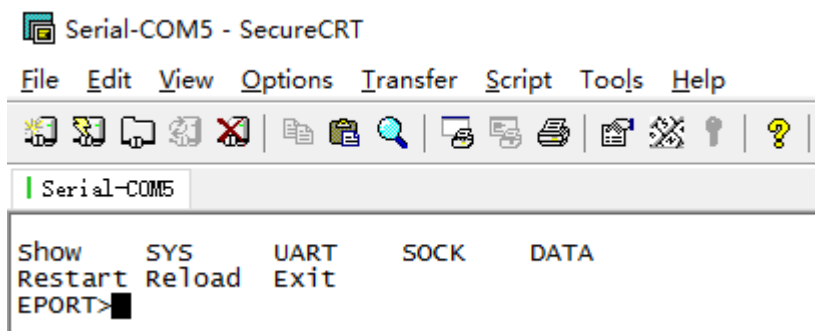 Serial-COM5 - SecureCRT
File Edit View Options Transfer Script Tools Help
Serial-COM5
Show SYS UART SOCK DATA
Restart Reload Exit
EPORT>